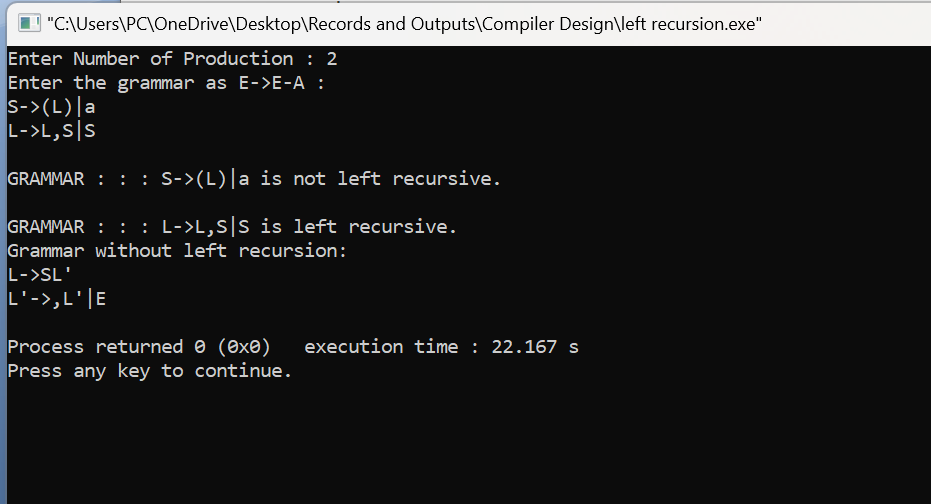 "C:\Users\PC\OneDrive\Desktop\Records and Outputs\Compiler Design\left recursion.exe"
Enter Number of Production : 2
Enter the grammar as E->E-A :
S->(L)|a
L->L,S|S
GRAMMAR : : : S->(L)|a is not left recursive.
GRAMMAR : : : L->L,S|S is left recursive.
Grammar without left recursion:
L->SL'
L'->,L'|E
Process returned 0 (0x0)   execution time : 22.167 s
Press any key to continue.